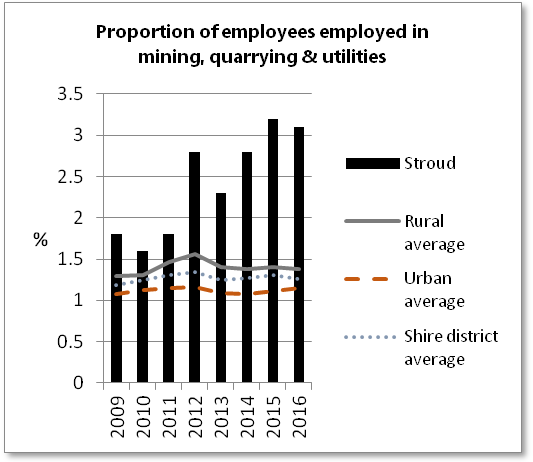 Proportion of employees employed in
mining, quarrying & utilities
3.5
3
2.5
2
1.5
1
0.5
0
%
2009
2010
2011
2012
2013
2014
2015
2016
Stroud
Rural
average
Urban
average
Shire district
average